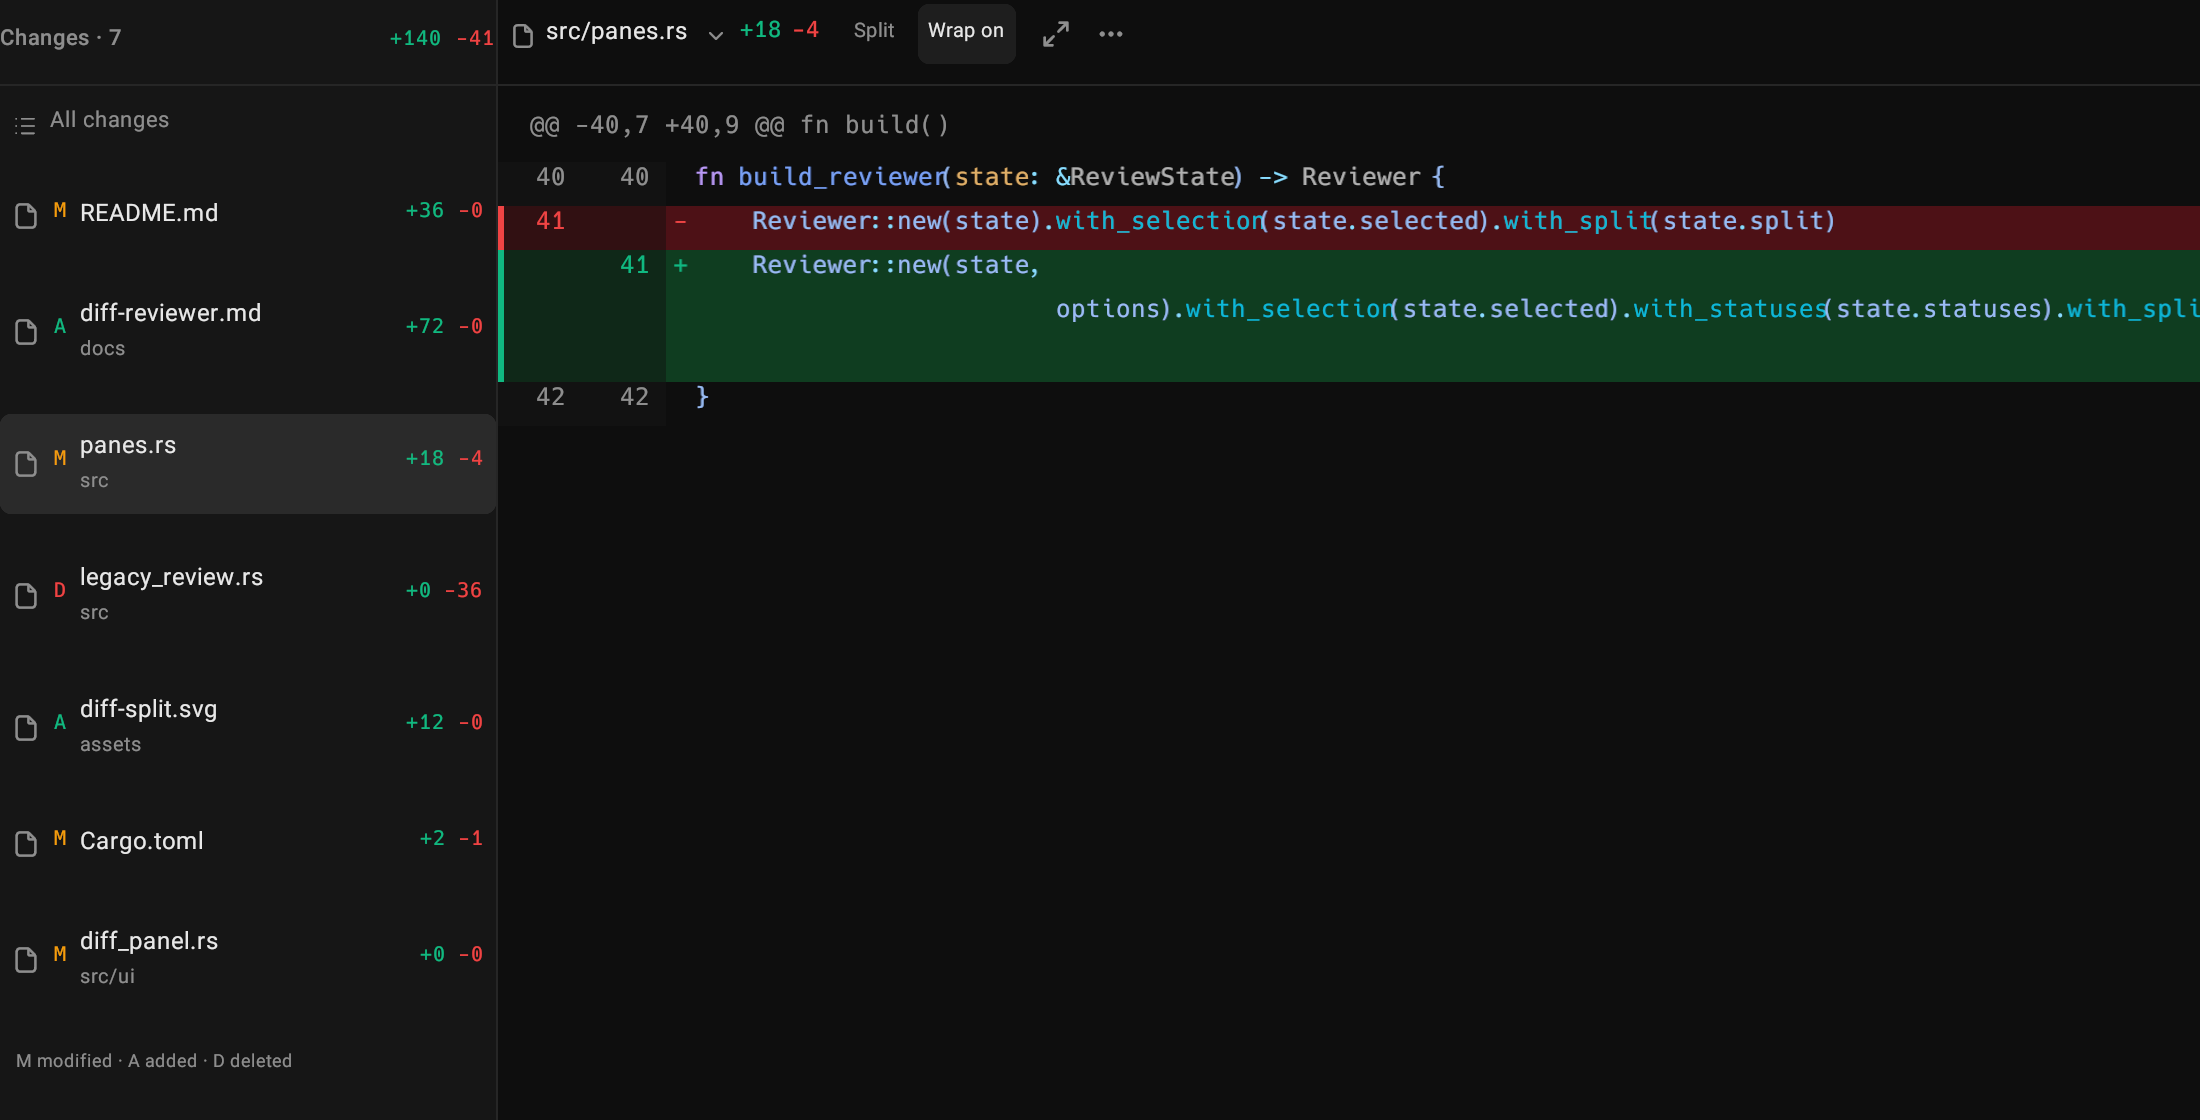 Changes · 7 +140 -41
All changes
M README.md +36 -0
A diff-reviewer.md +72 -0
docs
M panes.rs +18 -4
src
D legacy_review.rs +0 -36
src
A diff-split.svg +12 -0
assets
M Cargo.toml +2 -1
M diff_panel.rs +0 -0
src/ui
M modified · A added · D deleted
src/panes.rs +18 -4 Split Wrap on
@@ -40,7 +40,9 @@ fn build()
40 40 fn build_reviewer(state: &ReviewState) -> Reviewer {
41 - Reviewer::new(state).with_selection(state.selected).with_split(state.split)
41 + Reviewer::new(state,
options).with_selection(state.selected).with_statuses(state.statuses).with_spli
42 42 }